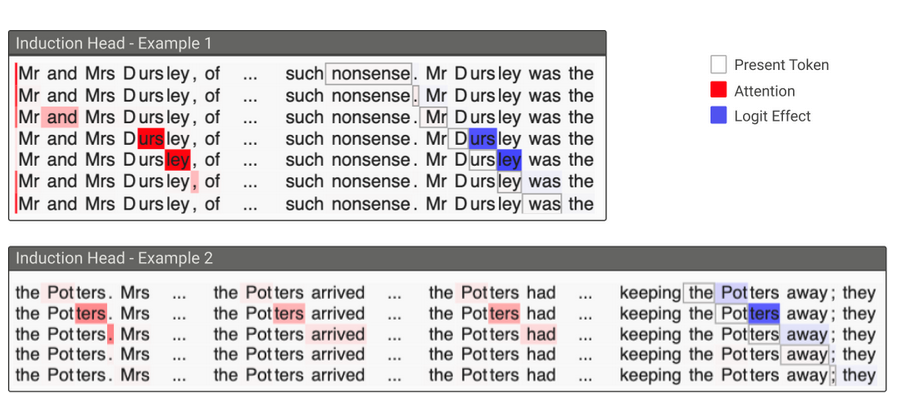 Induction Head - Example 1
Mr and Mrs Dursley, of ... such nonsense. Mr Dursley was the
Mr and Mrs Dursley, of ... such nonsense. Mr Dursley was the
Mr and Mrs Dursley, of ... such nonsense. Mr Dursley was the
Mr and Mrs Dursley, of ... such nonsense. Mr Dursley was the
Mr and Mrs Dursley, of ... such nonsense. Mr Dursley was the
Mr and Mrs Dursley, of ... such nonsense. Mr Dursley was the
Mr and Mrs Dursley, of ... such nonsense. Mr Dursley was the
Present Token
Attention
Logit Effect
Induction Head - Example 2
the Potters. Mrs ... the Potters arrived ... the Potters had ... keeping the Potters away; they
the Potters. Mrs ... the Potters arrived ... the Potters had ... keeping the Potters away; they
the Potters. Mrs ... the Potters arrived ... the Potters had ... keeping the Potters away; they
the Potters. Mrs ... the Potters arrived ... the Potters had ... keeping the Potters away; they
the Potters. Mrs ... the Potters arrived ... the Potters had ... keeping the Potters away; they